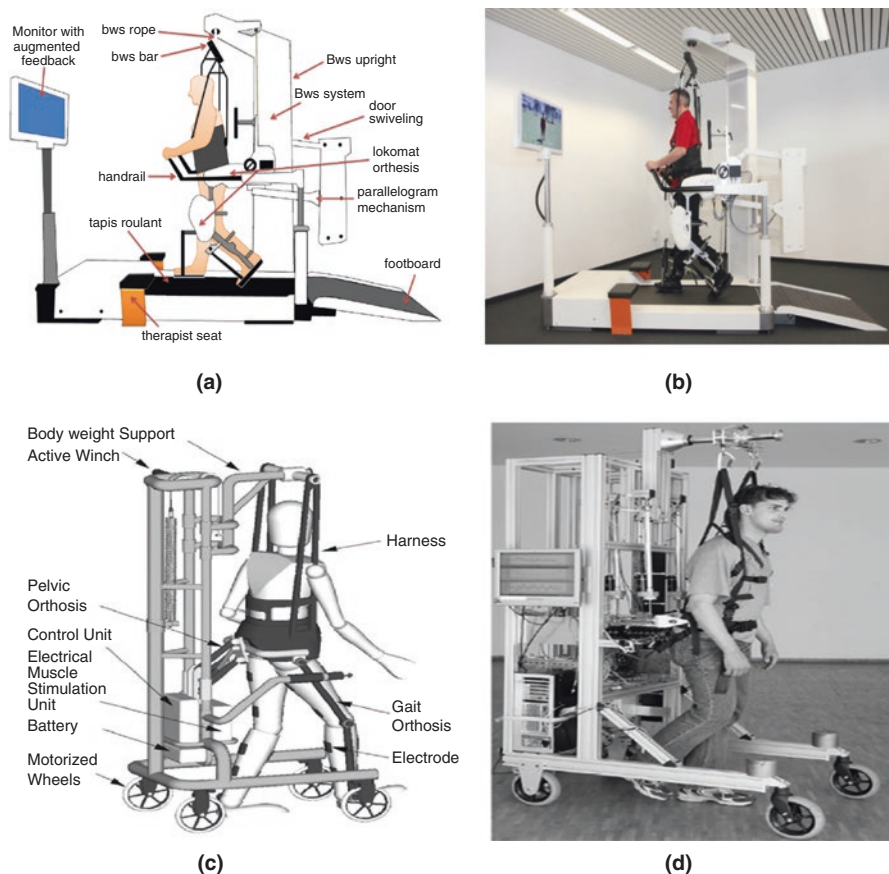 bws rope
bws bar
Monitor with
augmented
feedback
Bws upright
Bws system
door
swiveling
lokomat
orthesis
handrail
parallelogram
mechanism
tapis roulant
footboard
therapist seat
(a)
(b)
Body weight Support
Active Winch
Harness
Pelvic
Orthosis
Control Unit
Electrical
Muscle
Stimulation
Unit
Battery
Motorized
Wheels
Gait
Orthosis
Electrode
(c)
(d)